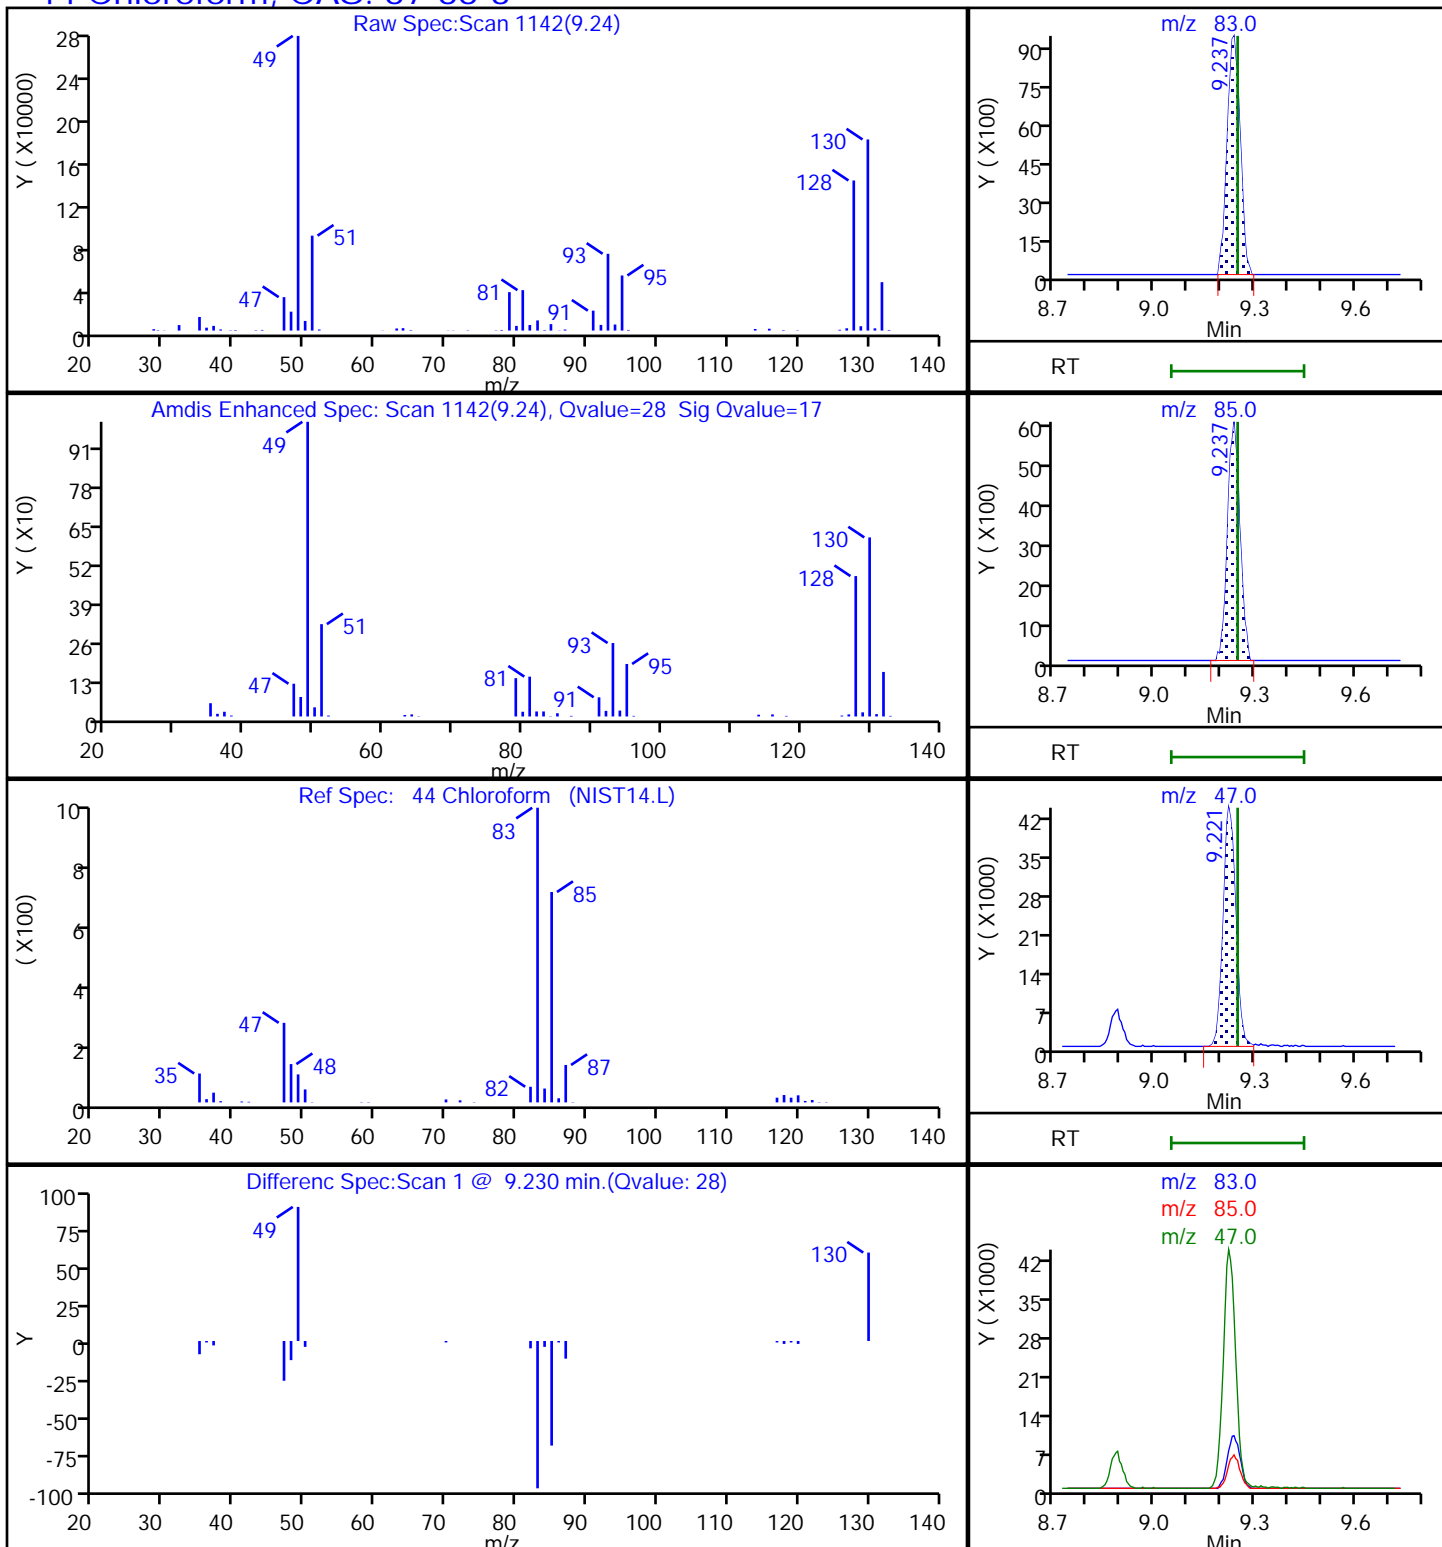 Raw Spec:Scan 1142(9.24)
Y ( X10000)
28
24
20
16
12
8
4
0
49
47
51
81
91
93
95
128
130
20 30 40 50 60 70 80 90 100 110 120 130 140
m/z
m/z 83.0
Y ( X100)
90
75
60
45
30
15
0
9.237
8.7 9.0 9.3 9.6
Min
RT
Amdis Enhanced Spec: Scan 1142(9.24), Qvalue=28 Sig Qvalue=17
Y ( X10)
91
78
65
52
39
26
13
0
49
47
51
81
91
93
95
128
130
20 40 60 80 100 120 140
m/z
m/z 85.0
Y ( X100)
60
50
40
30
20
10
0
9.237
8.7 9.0 9.3 9.6
Min
RT
Ref Spec: 44 Chloroform (NIST14.L)
( X100)
10
8
6
4
2
0
35
47
48
82
83
85
87
20 30 40 50 60 70 80 90 100 110 120 130 140
m/z
m/z 47.0
Y ( X1000)
42
35
28
21
14
7
0
9.221
8.7 9.0 9.3 9.6
Min
RT
Differenc Spec:Scan 1 @ 9.230 min.(Qvalue: 28)
Y
100
75
50
25
0
-25
-50
-75
-100
49
130
20 30 40 50 60 70 80 90 100 110 120 130 140
m/z
m/z 83.0
m/z 85.0
m/z 47.0
Y ( X1000)
42
35
28
21
14
7
0
8.7 9.0 9.3 9.6
Min